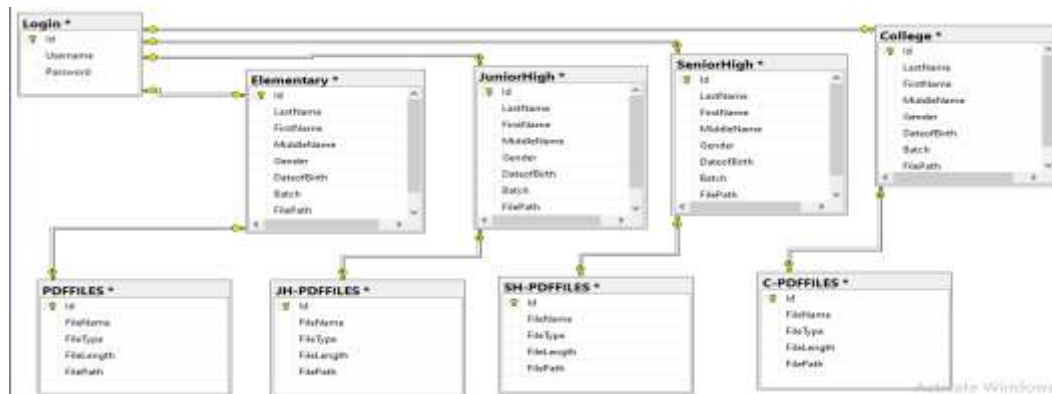 Login *
Id
Username
Password
Elementary *
Id
LastName
FirstName
MiddleName
Gender
DateofBirth
Batch
FilePath
JuniorHigh *
Id
LastName
FirstName
MiddleName
Gender
DateofBirth
Batch
FilePath
SeniorHigh *
Id
LastName
FirstName
MiddleName
Gender
DateofBirth
Batch
FilePath
College *
Id
LastName
FirstName
MiddleName
Gender
DateofBirth
Batch
FilePath
PDFFILES *
Id
FileName
FileType
FileLength
FilePath
JH-PDFFILES *
Id
FileName
FileType
FileLength
FilePath
SH-PDFFILES *
Id
FileName
FileType
FileLength
FilePath
C-PDFFILES *
Id
FileName
FileType
FileLength
FilePath
Activate Windows